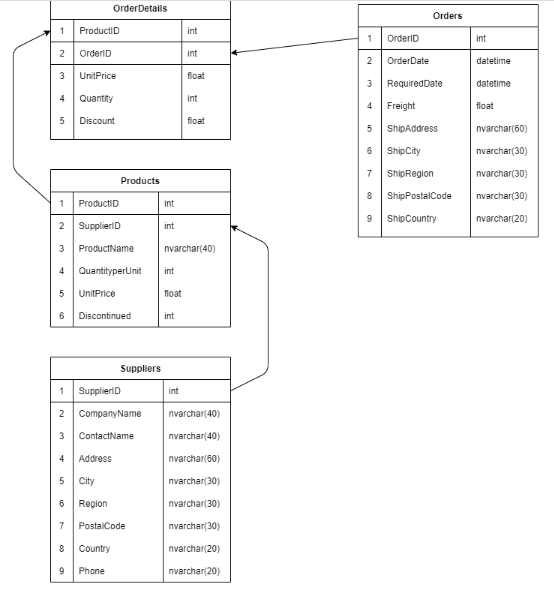 OrderDetails
1 ProductID int
2 OrderID int
3 UnitPrice float
4 Quantity int
5 Discount float
Orders
1 OrderID int
2 OrderDate datetime
3 RequiredDate datetime
4 Freight float
5 ShipAddress nvarchar(60)
6 ShipCity nvarchar(30)
7 ShipRegion nvarchar(30)
8 ShipPostalCode nvarchar(30)
9 ShipCountry nvarchar(20)
Products
1 ProductID int
2 SupplierID int
3 ProductName nvarchar(40)
4 QuantityperUnit int
5 UnitPrice float
6 Discontinued int
Suppliers
1 SupplierID int
2 CompanyName nvarchar(40)
3 ContactName nvarchar(40)
4 Address nvarchar(60)
5 City nvarchar(30)
6 Region nvarchar(30)
7 PostalCode nvarchar(30)
8 Country nvarchar(20)
9 Phone nvarchar(20)